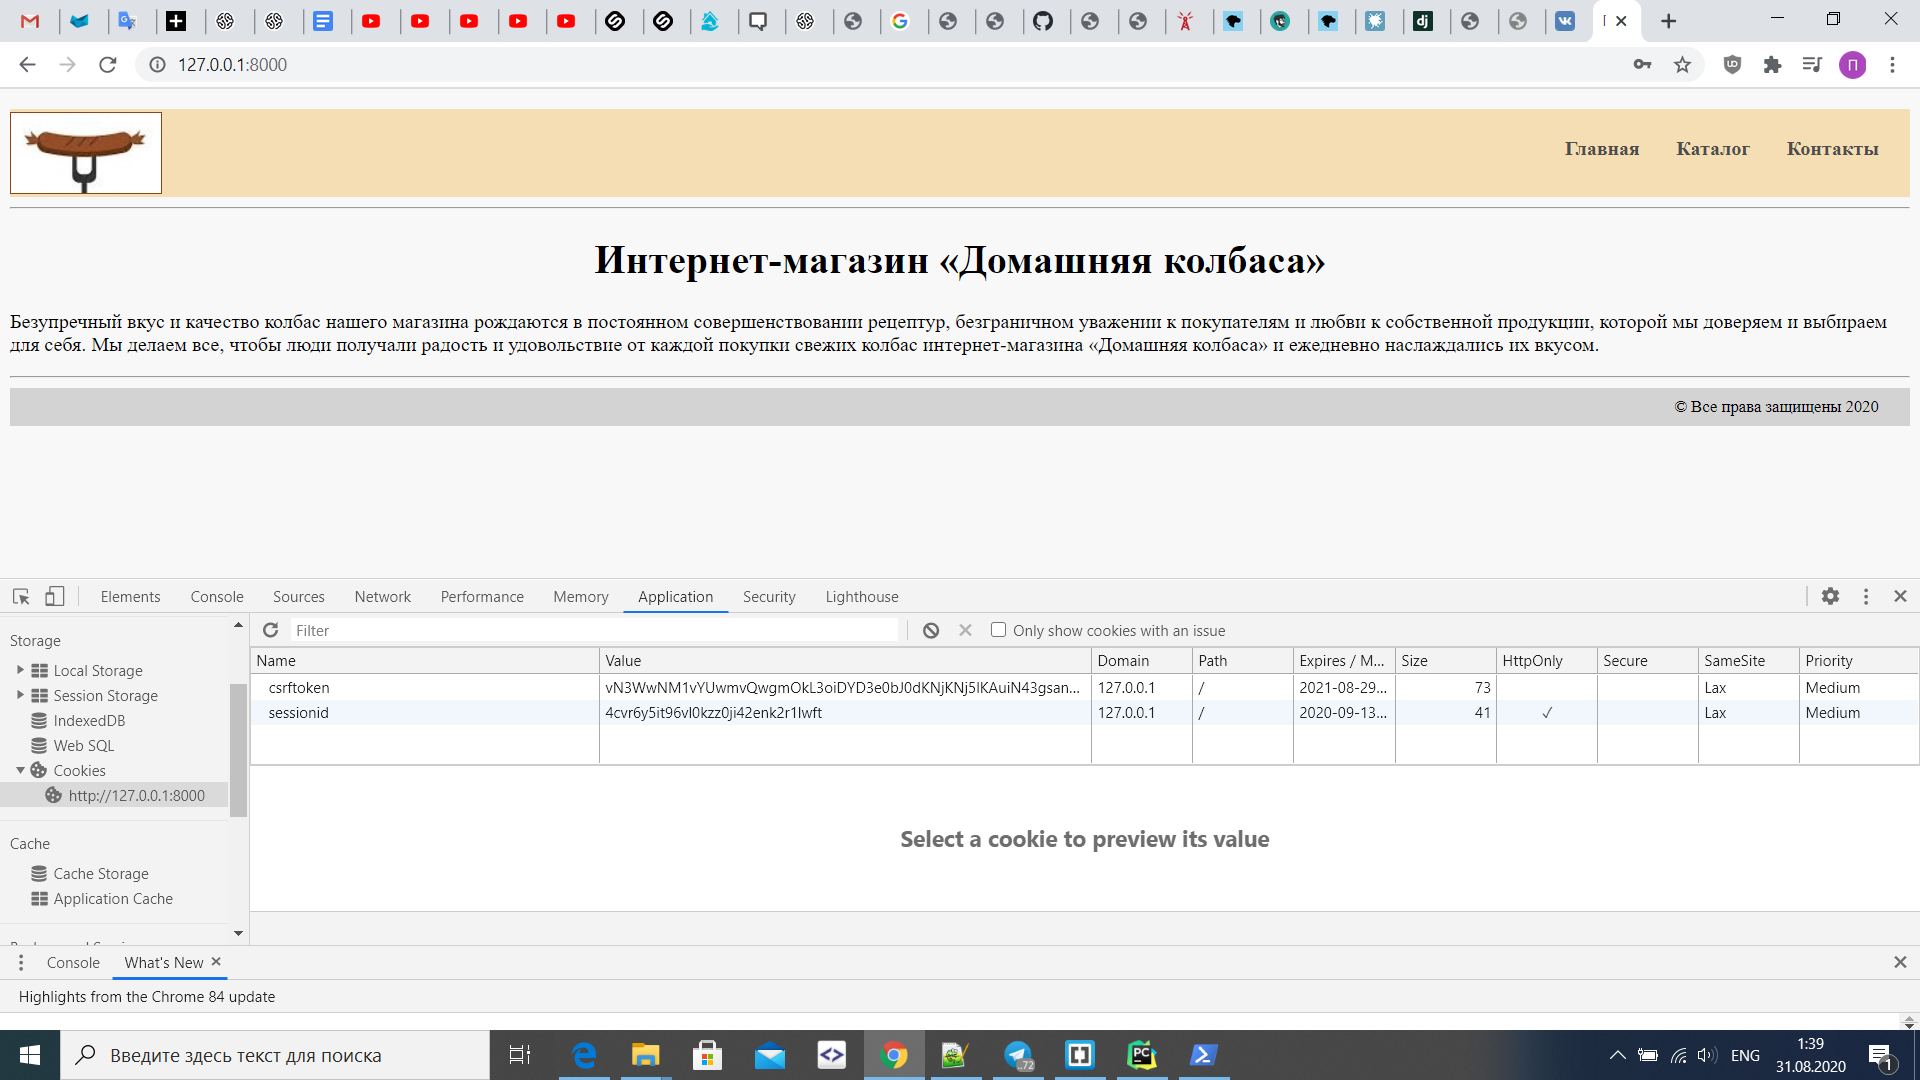 127.0.0.1:8000
Главная Каталог Контакты
Интернет-магазин «Домашняя колбаса»
Безупречный вкус и качество колбас нашего магазина рождаются в постоянном совершенствовании рецептур, безграничном уважении к покупателям и любви к собственной продукции, которой мы доверяем и выбираем
для себя. Мы делаем все, чтобы люди получали радость и удовольствие от каждой покупки свежих колбас интернет-магазина «Домашняя колбаса» и ежедневно наслаждались их вкусом.
© Все права защищены 2020
Elements Console Sources Network Performance Memory Application Security Lighthouse
Filter
Only show cookies with an issue
Storage
Local Storage
Session Storage
IndexedDB
Web SQL
Cookies
http://127.0.0.1:8000
Cache
Cache Storage
Application Cache
Name Value Domain Path Expires / M... Size HttpOnly Secure SameSite Priority
csrftoken vN3WwNM1vYUwmvQwgmOkL3oiDYD3e0bJ0dKNjKNj5IKAuiN43gsan... 127.0.0.1 / 2021-08-29... 73 Lax Medium
sessionid 4cvr6y5it96vl0kzz0ji42enk2r1lwft 127.0.0.1 / 2020-09-13... 41 ✓ Lax Medium
Select a cookie to preview its value
Console What's New
Highlights from the Chrome 84 update
Введите здесь текст для поиска
ENG
1:39
31.08.2020